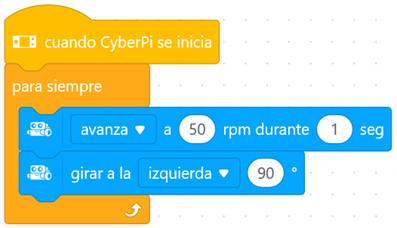 cuando CyberPi se inicia
para siempre
avanza a 50 rpm durante 1 seg
girar a la izquierda 90 °